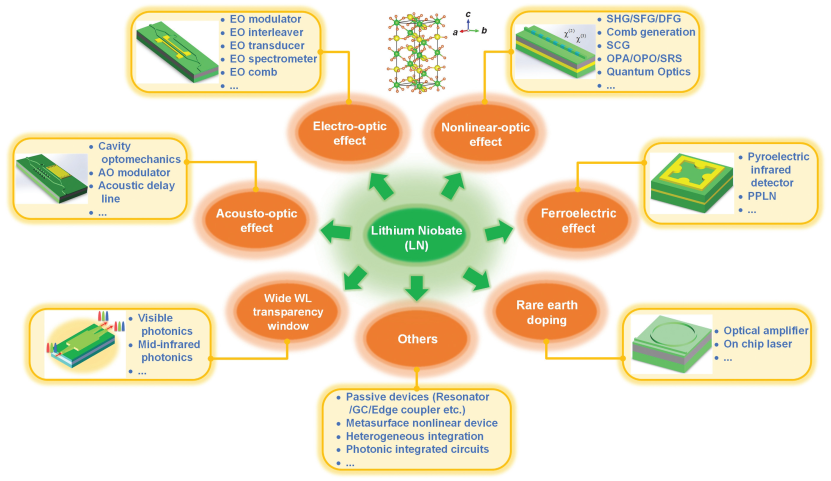 EO modulator
EO interleaver
EO transducer
EO spectrometer
EO comb
...
c
a
b
χ(2)
χ(3)
SHG/SFG/DFG
Comb generation
SCG
OPA/OPO/SRS
Quantum Optics
...
Electro-optic
effect
Nonlinear-optic
effect
Cavity
optomechanics
AO modulator
Acoustic delay
line
...
Acousto-optic
effect
Lithium Niobate
(LN)
Ferroelectric
effect
Pyroelectric
infrared
detector
PPLN
...
Wide WL
transparency
window
Others
Rare earth
doping
Visible
photonics
Mid-infrared
photonics
...
Optical amplifier
On chip laser
...
Passive devices (Resonator
/GC/Edge coupler etc.)
Metasurface nonlinear device
Heterogeneous integration
Photonic integrated circuits
...